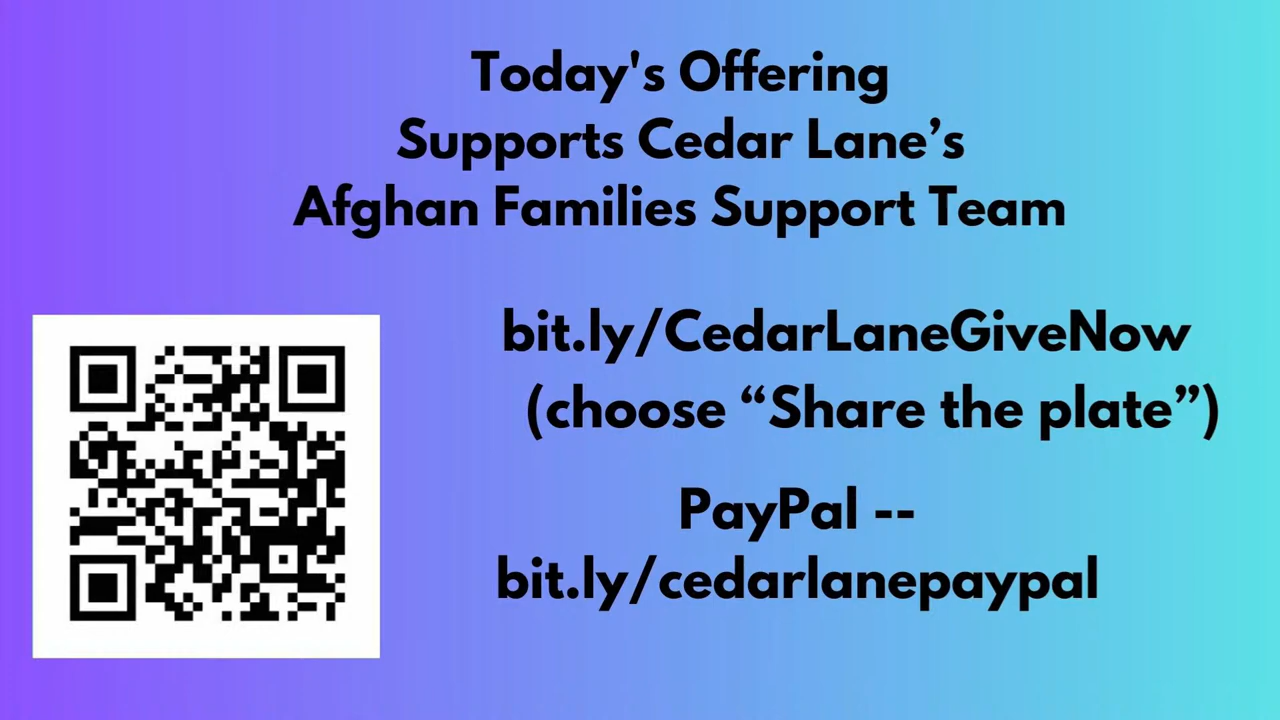 Today's Offering
Supports Cedar Lane’s
Afghan Families Support Team
bit.ly/CedarLaneGiveNow
(choose “Share the plate”)
PayPal --
bit.ly/cedarlanepaypal